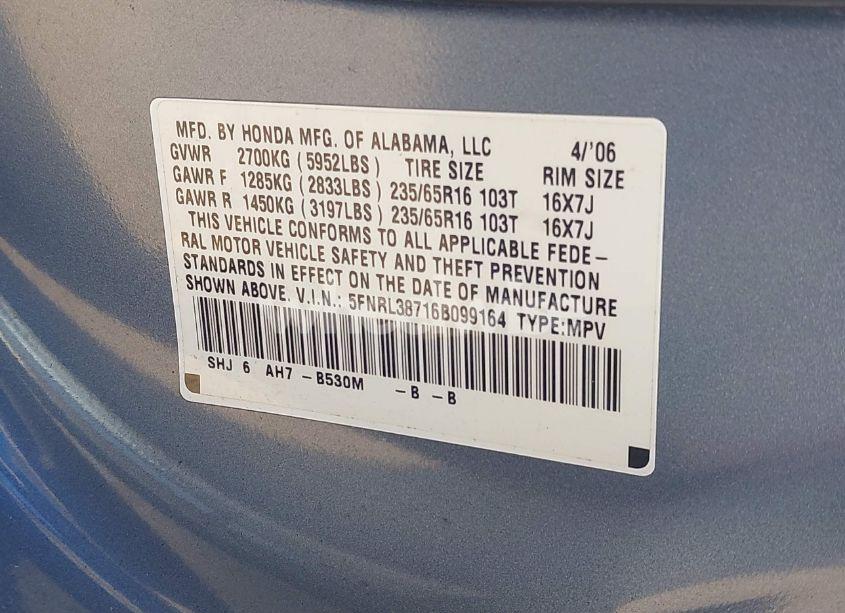 MFD. BY HONDA MFG. OF ALABAMA, LLC 4/'06
GVWR 2700KG (5952LBS) TIRE SIZE RIM SIZE
GAWR F 1285KG (2833LBS) 235/65R16 103T 16X7J
GAWR R 1450KG (3197LBS) 235/65R16 103T 16X7J
THIS VEHICLE CONFORMS TO ALL APPLICABLE FEDE-
RAL MOTOR VEHICLE SAFETY AND THEFT PREVENTION
STANDARDS IN EFFECT ON THE DATE OF MANUFACTURE
SHOWN ABOVE. V.I.N.: 5FNRL38716B099164 TYPE:MPV
SHJ 6 AH7 -B530M -B -B